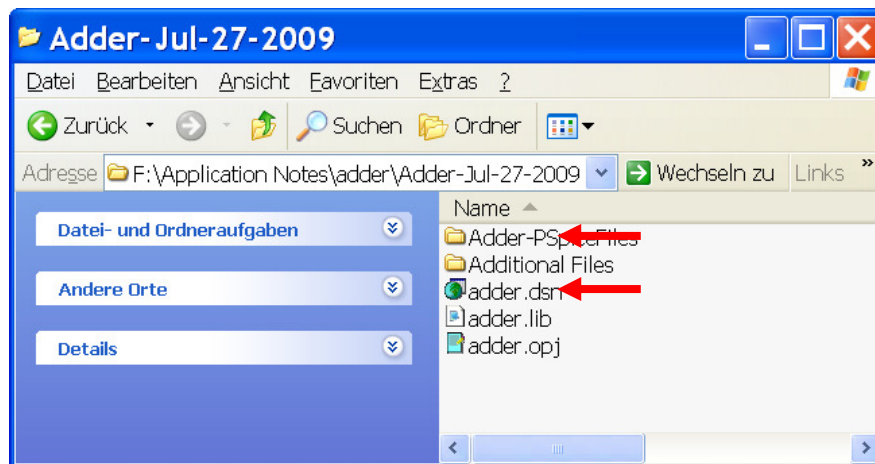 Adder-Jul-27-2009
Datei Bearbeiten Ansicht Favoriten Extras ?
Zurück Suchen Ordner
Adresse F:\Application Notes\adder\Adder-Jul-27-2009 Wechseln zu Links »
Name
Datei- und Ordneraufgaben
Adder-PSpiceFiles
Additional Files
Andere Orte
adder.dsn
adder.lib
Details
adder.opj